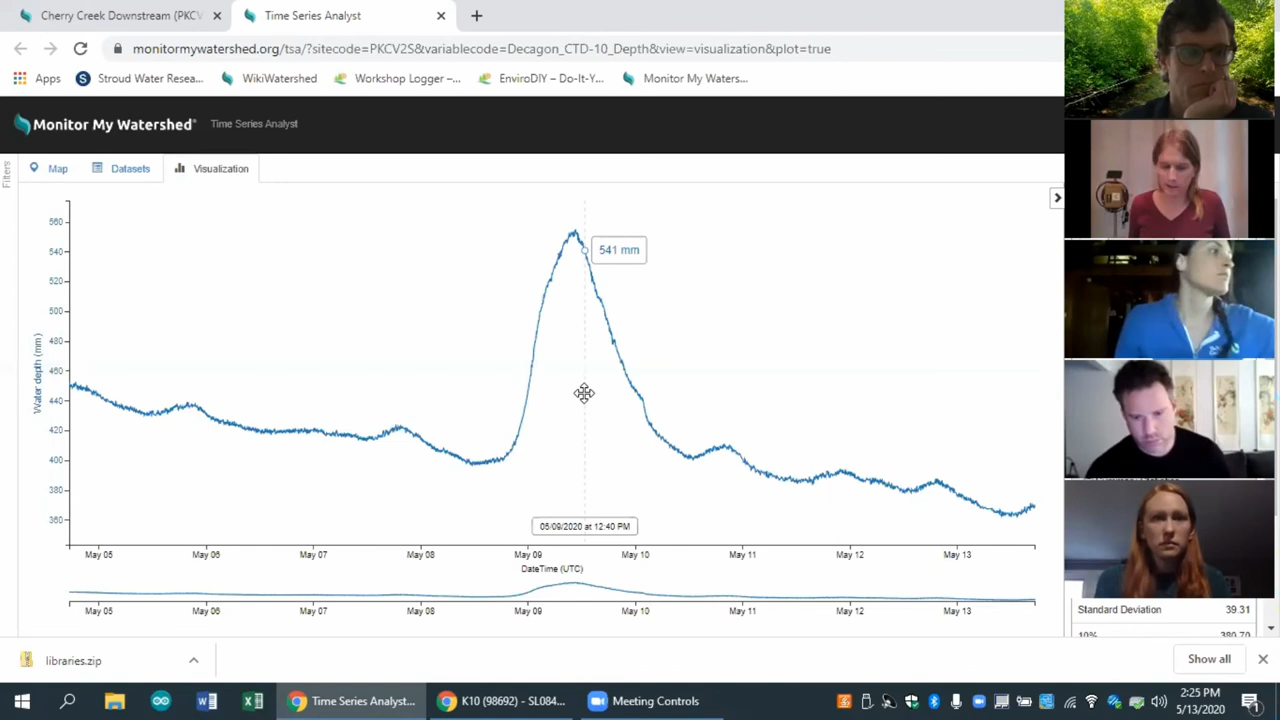 Cherry Creek Downstream (PKCV
Time Series Analyst
monitormywatershed.org/tsa/?sitecode=PKCV2S&variablecode=Decagon_CTD-10_Depth&view=visualization&plot=true
Apps
Stroud Water Resea...
WikiWatershed
Workshop Logger –...
EnviroDIY – Do-It-Y...
Monitor My Waters...
Monitor My Watershed®
Time Series Analyst
Filters
Map
Datasets
Visualization
Water depth (mm)
560
540
520
500
480
460
440
420
400
380
360
541 mm
05/09/2020 at 12:40 PM
May 05
May 06
May 07
May 08
May 09
May 10
May 11
May 12
May 13
DateTime (UTC)
May 05
May 06
May 07
May 08
May 09
May 10
May 11
May 12
May 13
Standard Deviation
39.31
10%
380.70
libraries.zip
Show all
Time Series Analyst...
K10 (98692) - SL084...
Meeting Controls
2:25 PM
5/13/2020
1